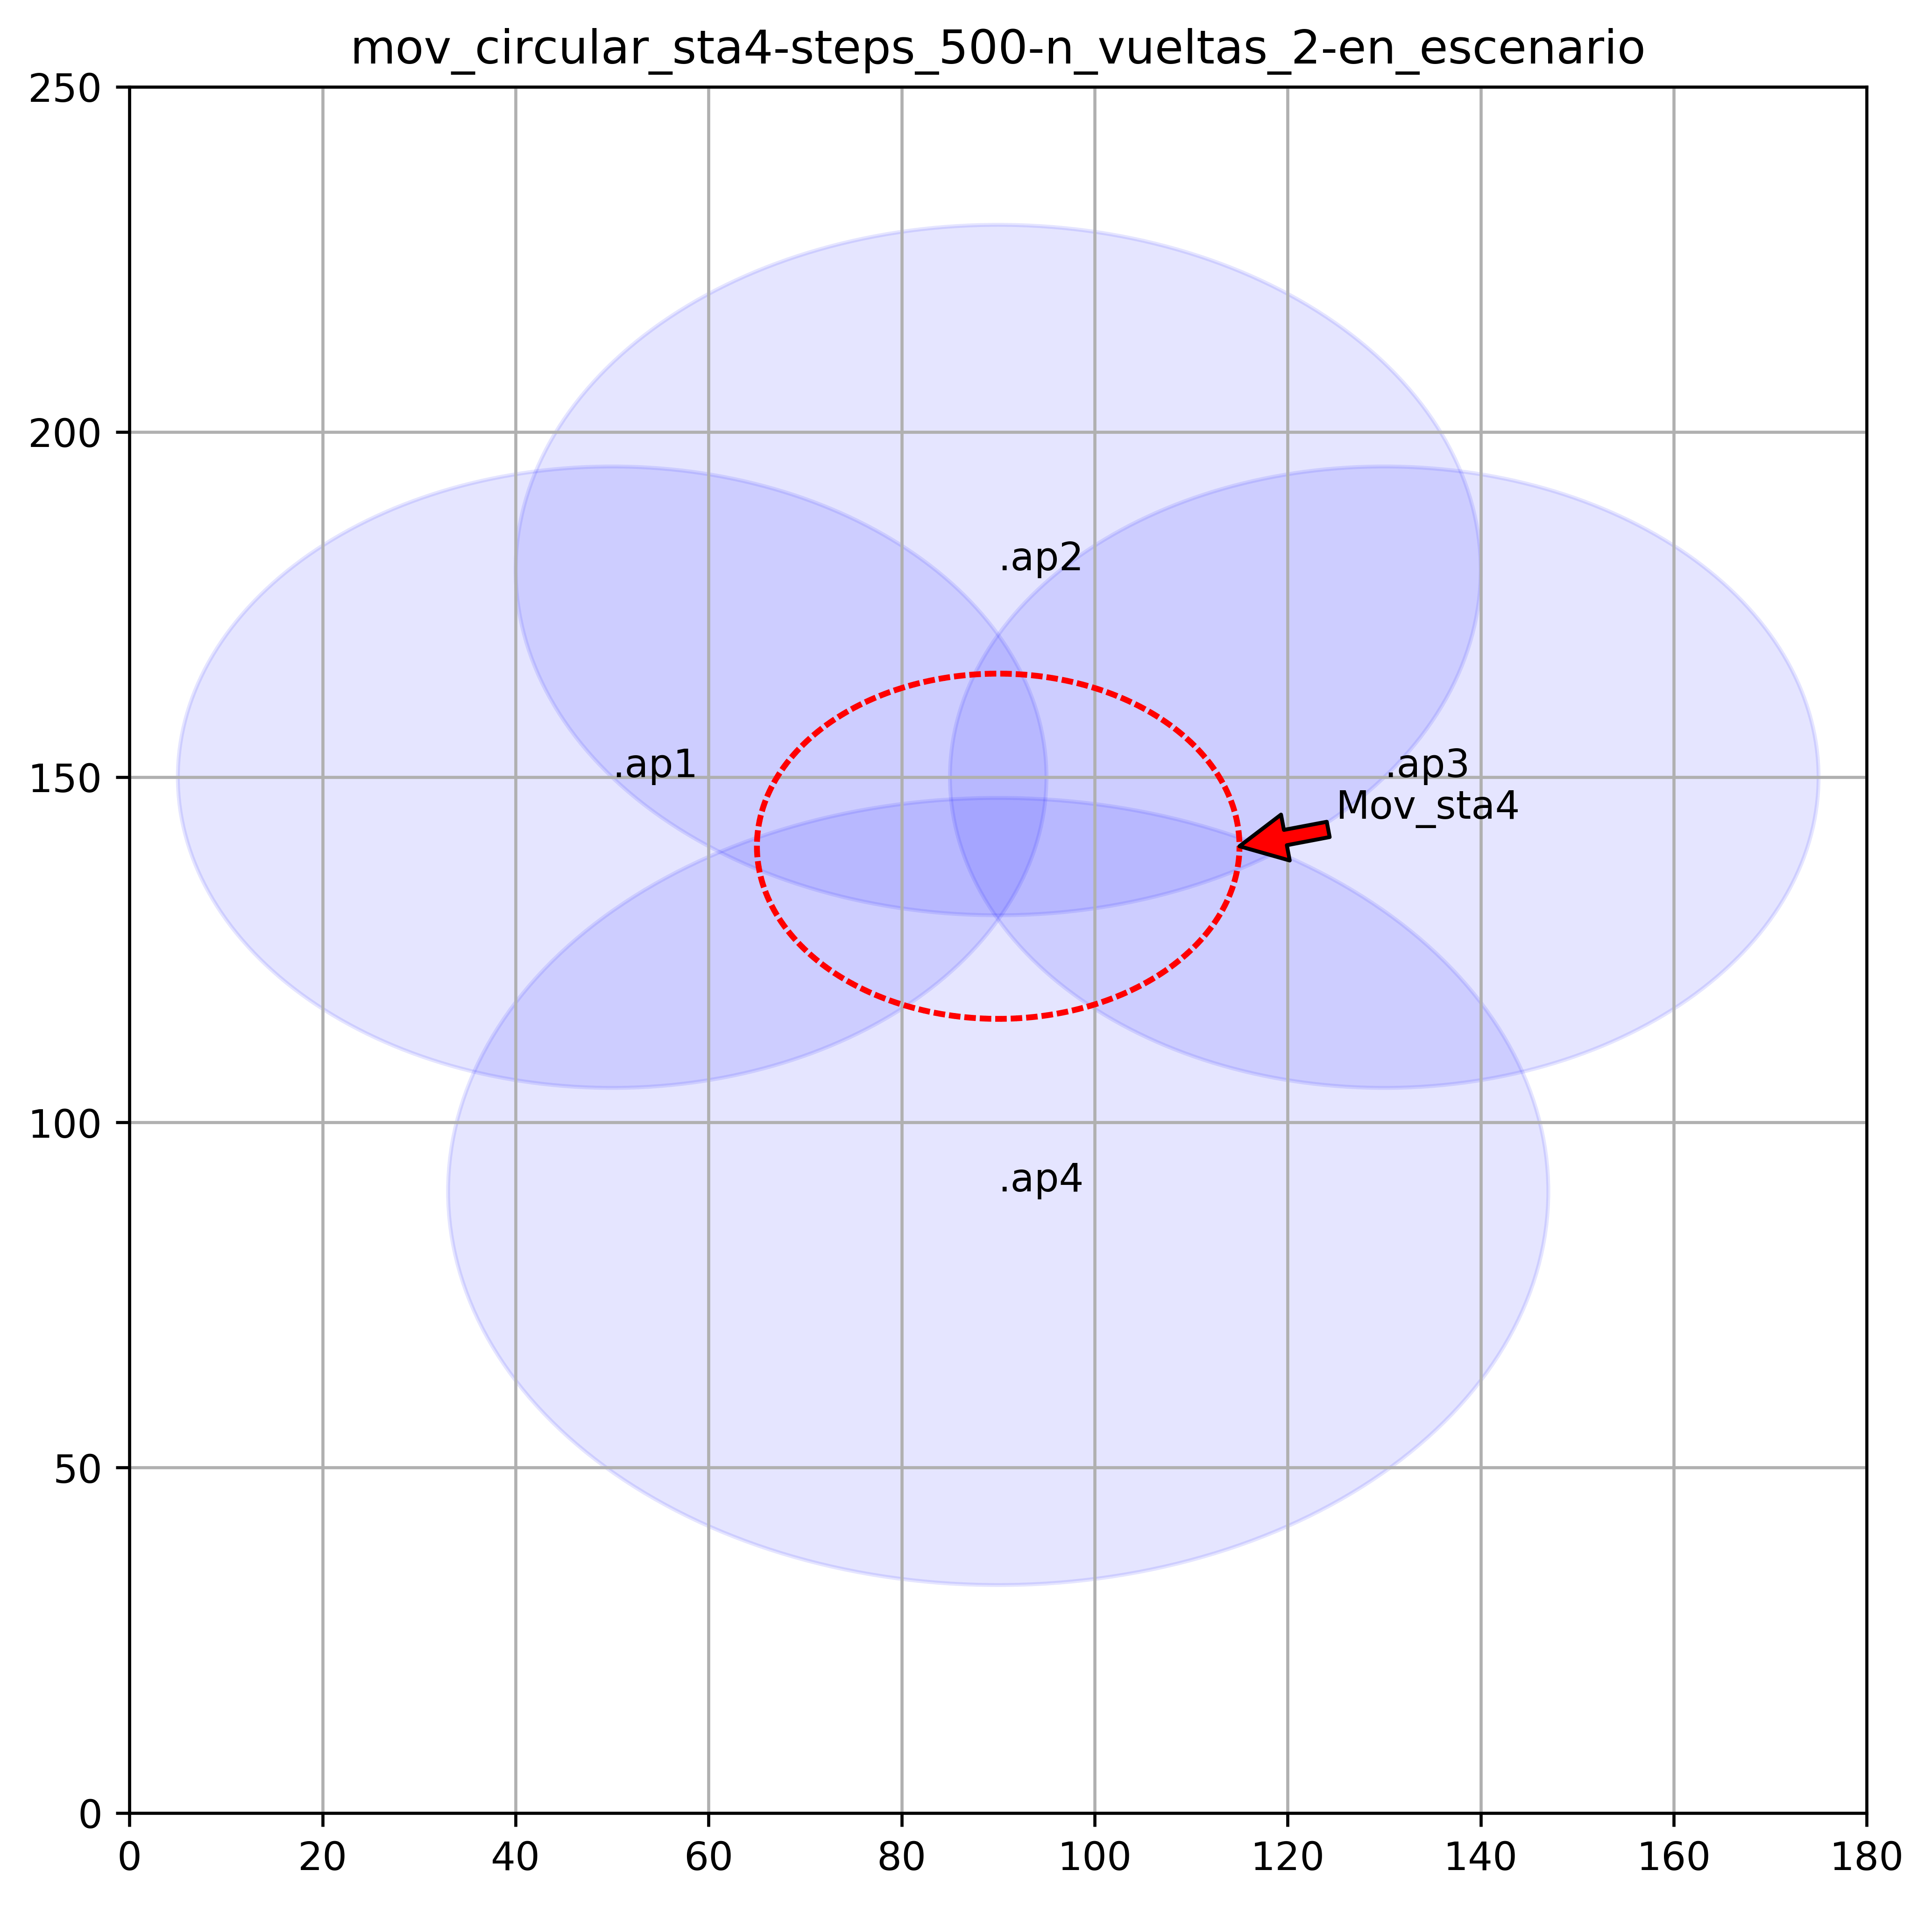 mov_circular_sta4-steps_500-n_vueltas_2-en_escenario
250
200
150
100
50
0
.ap2
.ap1
.ap3
Mov_sta4
.ap4
0 20 40 60 80 100 120 140 160 180